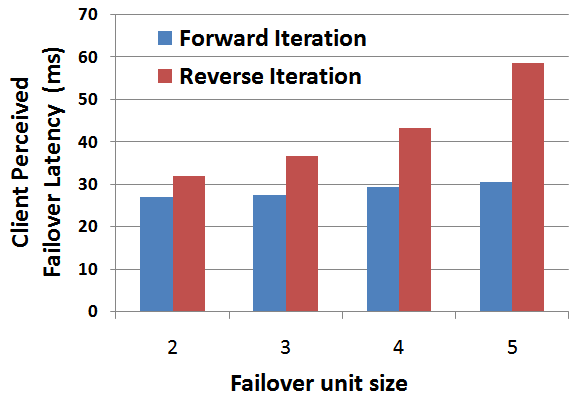 70
60
50
40
30
20
10
0
Client Perceived
Failover Latency (ms)
Forward Iteration
Reverse Iteration
2 3 4 5
Failover unit size